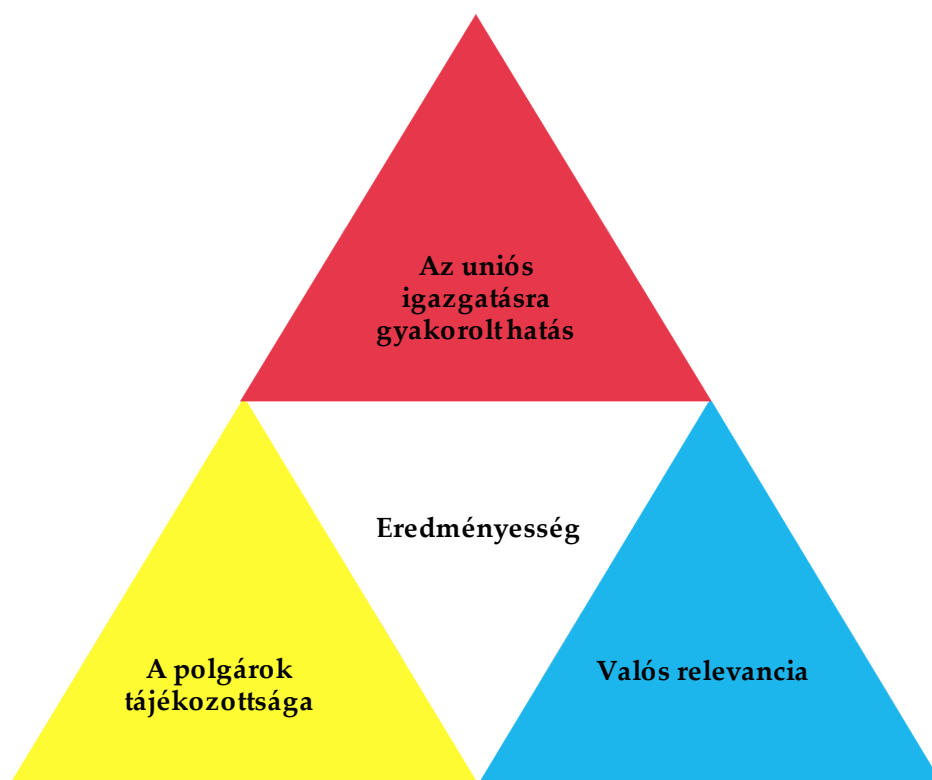 Az uniós
igazgatásra
gyakorolt hatás
Eredményesség
A polgárok
tájékozottsága
Valós relevancia